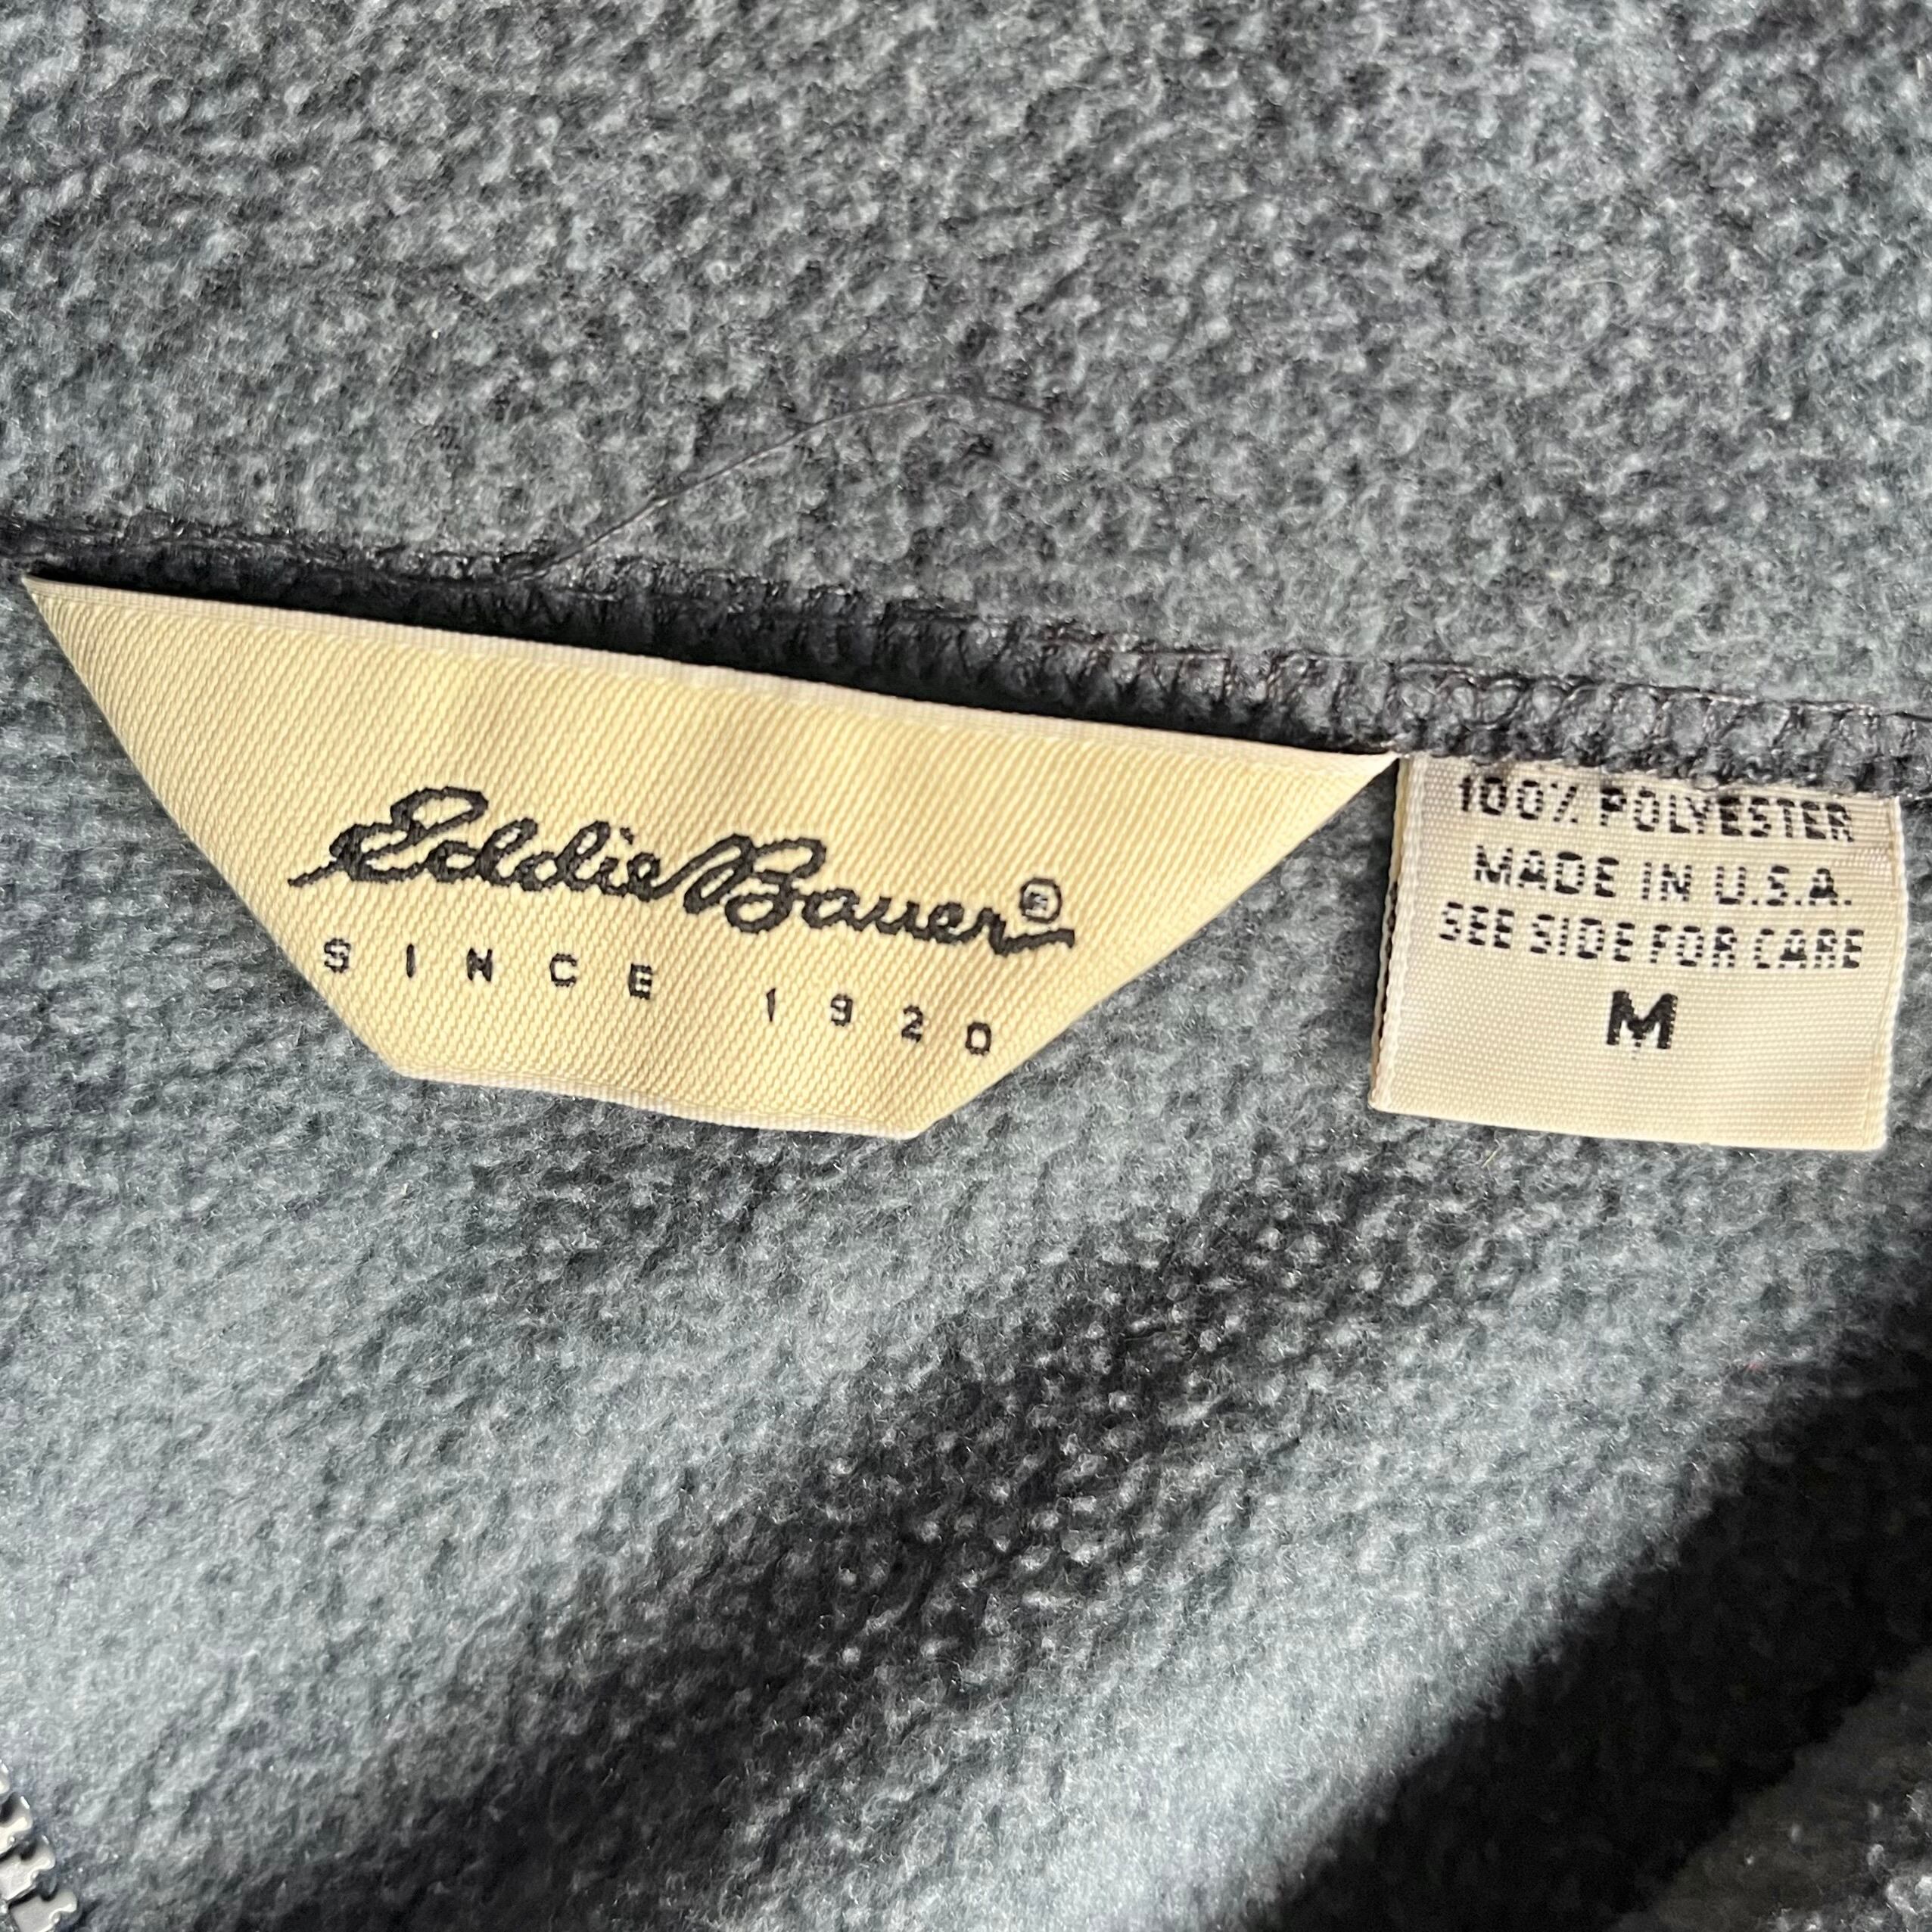 Eddie Bauer®
SINCE 1920
100% POLYESTER
MADE IN U.S.A.
SEE SIDE FOR CARE
M